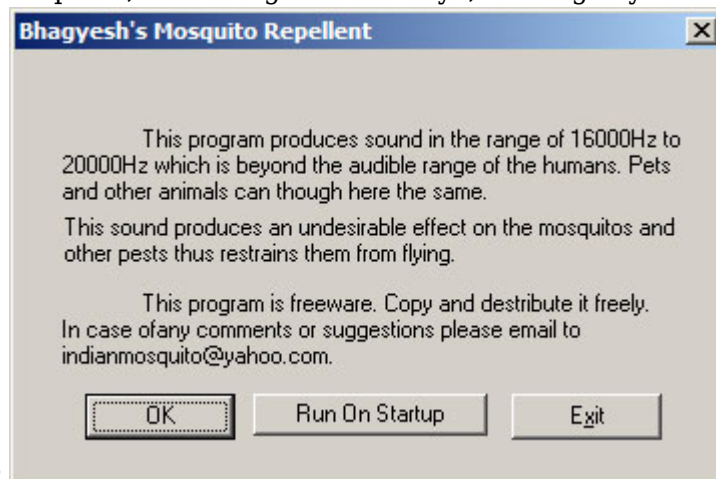 Bhagyesh's Mosquito Repellent
This program produces sound in the range of 16000Hz to
20000Hz which is beyond the audible range of the humans. Pets
and other animals can though here the same.
This sound produces an undesirable effect on the mosquitos and
other pests thus restrains them from flying.
This program is freeware. Copy and destribute it freely.
In case ofany comments or suggestions please email to
indianmosquito@yahoo.com.
OK Run On Startup Exit